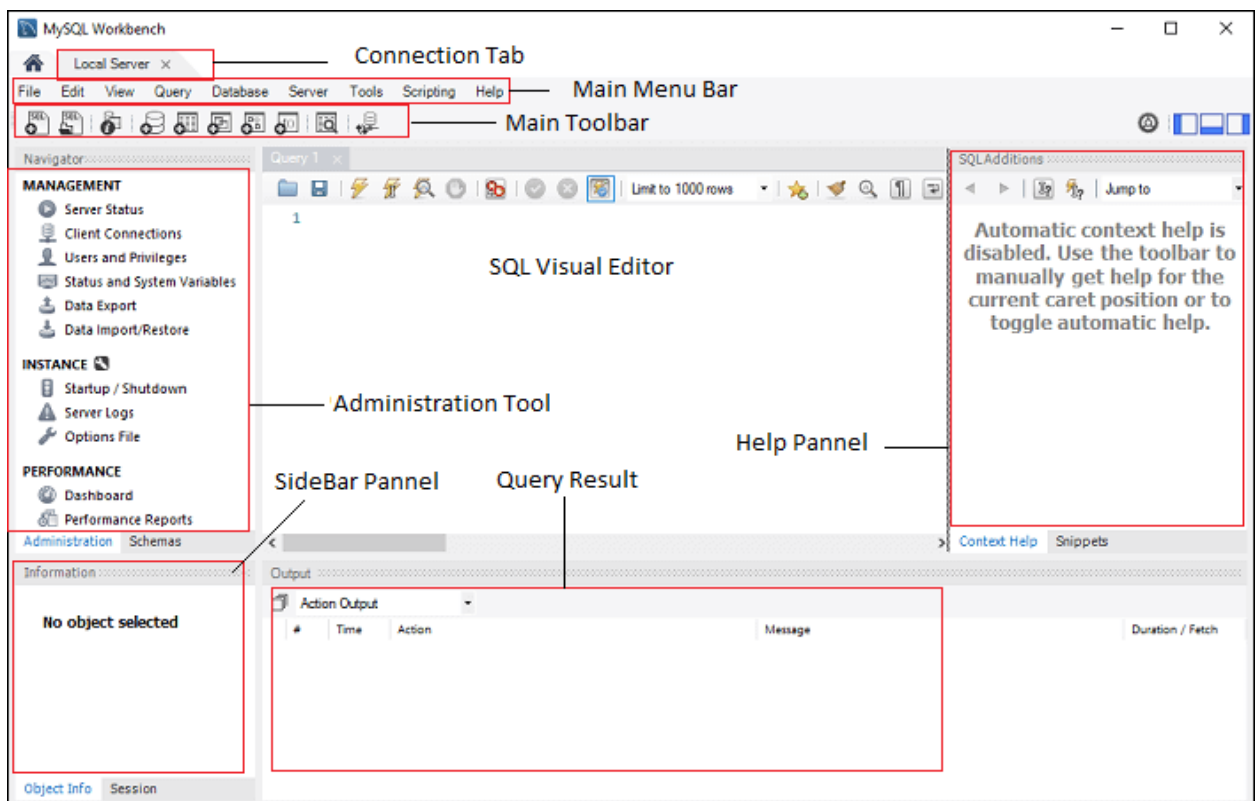 MySQL Workbench
Local Server
Connection Tab
File Edit View Query Database Server Tools Scripting Help
Main Menu Bar
Main Toolbar
Navigator
MANAGEMENT
Server Status
Client Connections
Users and Privileges
Status and System Variables
Data Export
Data Import/Restore
INSTANCE
Startup / Shutdown
Server Logs
Options File
PERFORMANCE
Dashboard
Performance Reports
Administration Schemas
Query 1
Limit to 1000 rows
1
SQL Visual Editor
Administration Tool
Help Pannel
SideBar Pannel
Query Result
SQLAdditions
Jump to
Automatic context help is
disabled. Use the toolbar to
manually get help for the
current caret position or to
toggle automatic help.
Context Help Snippets
Information
No object selected
Object Info Session
Output
Action Output
# Time Action Message Duration / Fetch